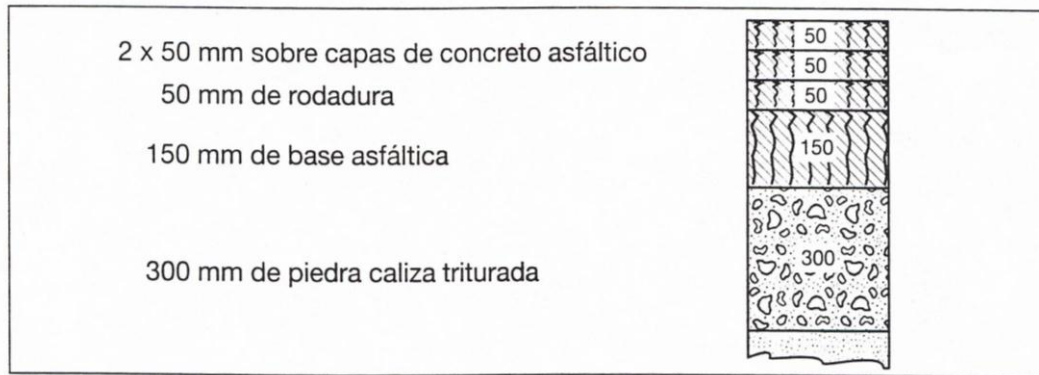 2 x 50 mm sobre capas de concreto asfáltico
50 mm de rodadura
150 mm de base asfáltica
300 mm de piedra caliza triturada
50
50
50
150
300